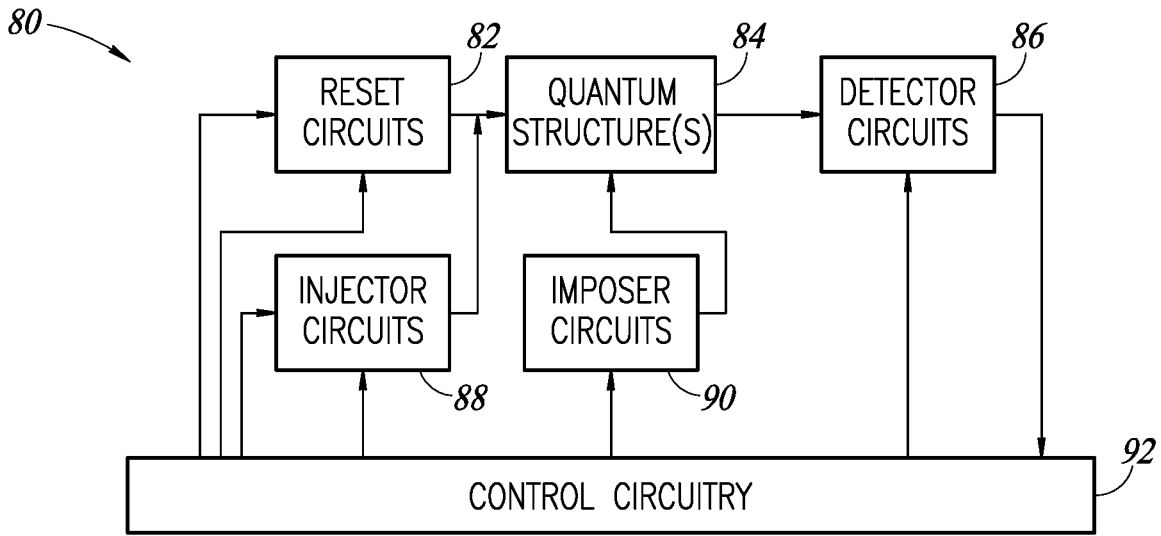 80
82
84
86
RESET
CIRCUITS
QUANTUM
STRUCTURE(S)
DETECTOR
CIRCUITS
INJECTOR
CIRCUITS
IMPOSER
CIRCUITS
88
90
92
CONTROL CIRCUITRY